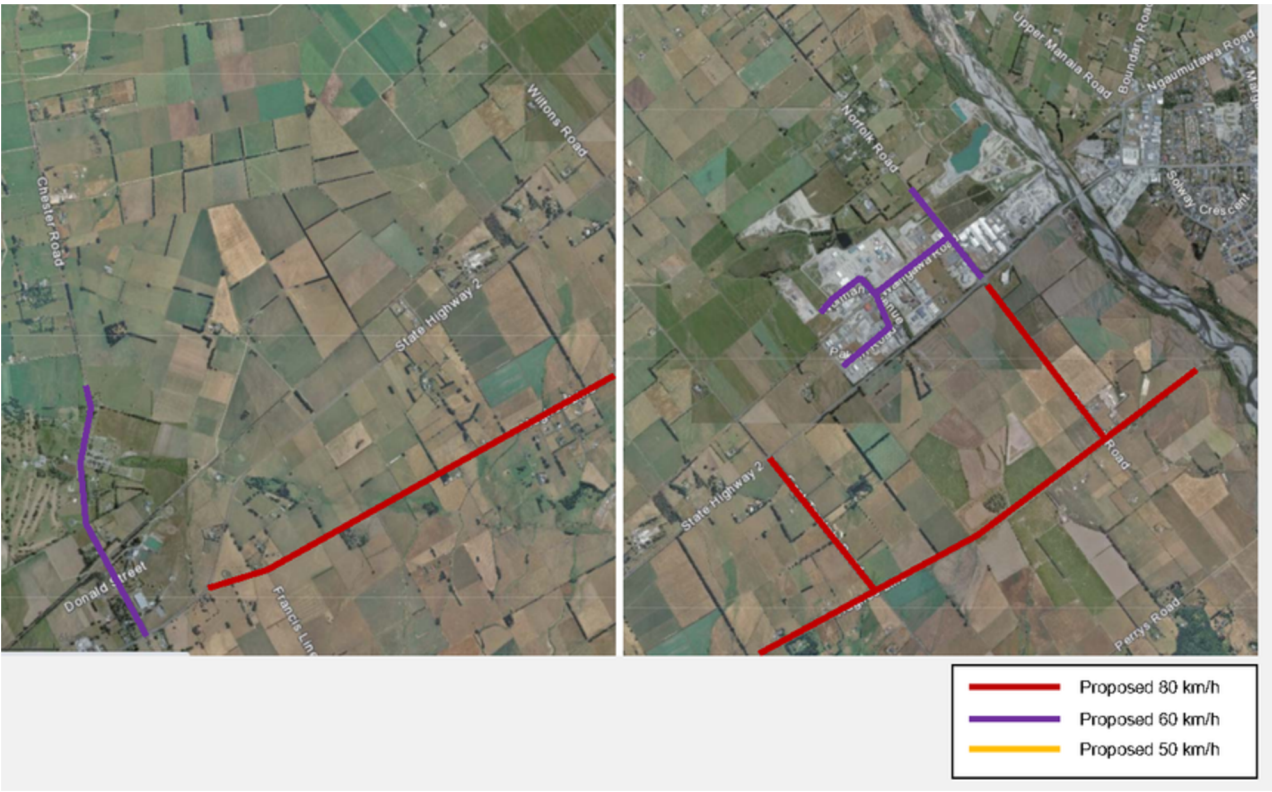 Wiltons Road
Chester Road
State Highway 2
Donald Street
Francis Line
Upper Manaia Road
Boundary Road
Ngaumutawa Road
Norfolk Road
Solway Crescent
State Highway 2
Road
Perrys Road
Proposed 80 km/h
Proposed 60 km/h
Proposed 50 km/h